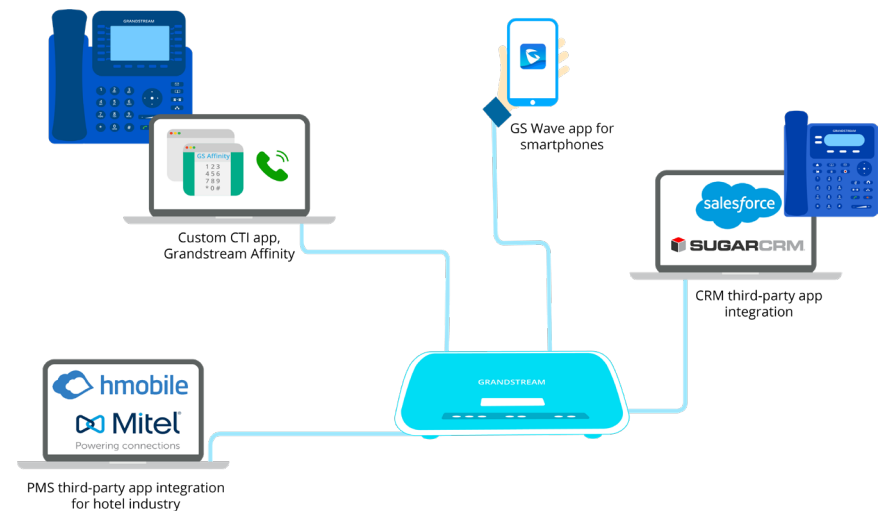 GRANDSTREAM
GS Affinity
1 2 3
4 5 6
7 8 9
* 0 #
Custom CTI app,
Grandstream Affinity
GS Wave app for
smartphones
GRANDSTREAM
salesforce
SUGARCRM
CRM third-party app
integration
GRANDSTREAM
hmobile
Mitel®
Powering connections
PMS third-party app integration
for hotel industry